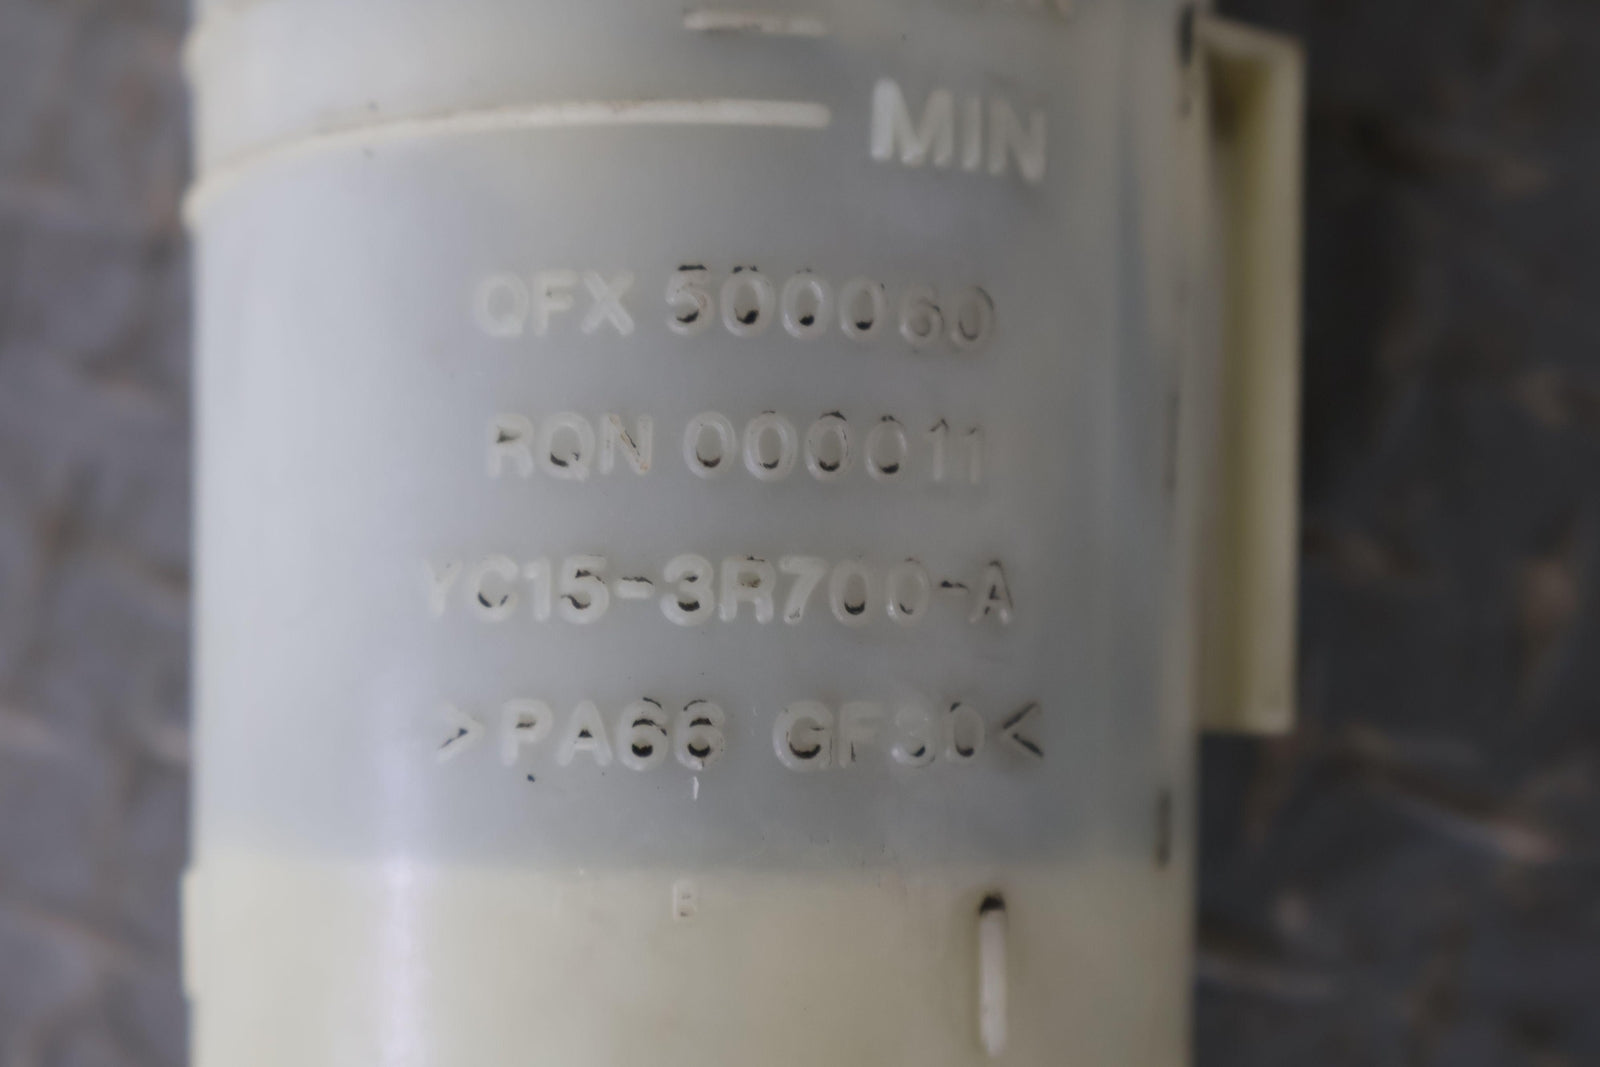 MIN
QFX 500060
RQN 000011
YC15-3R700-A
>PA66 GF30<
B